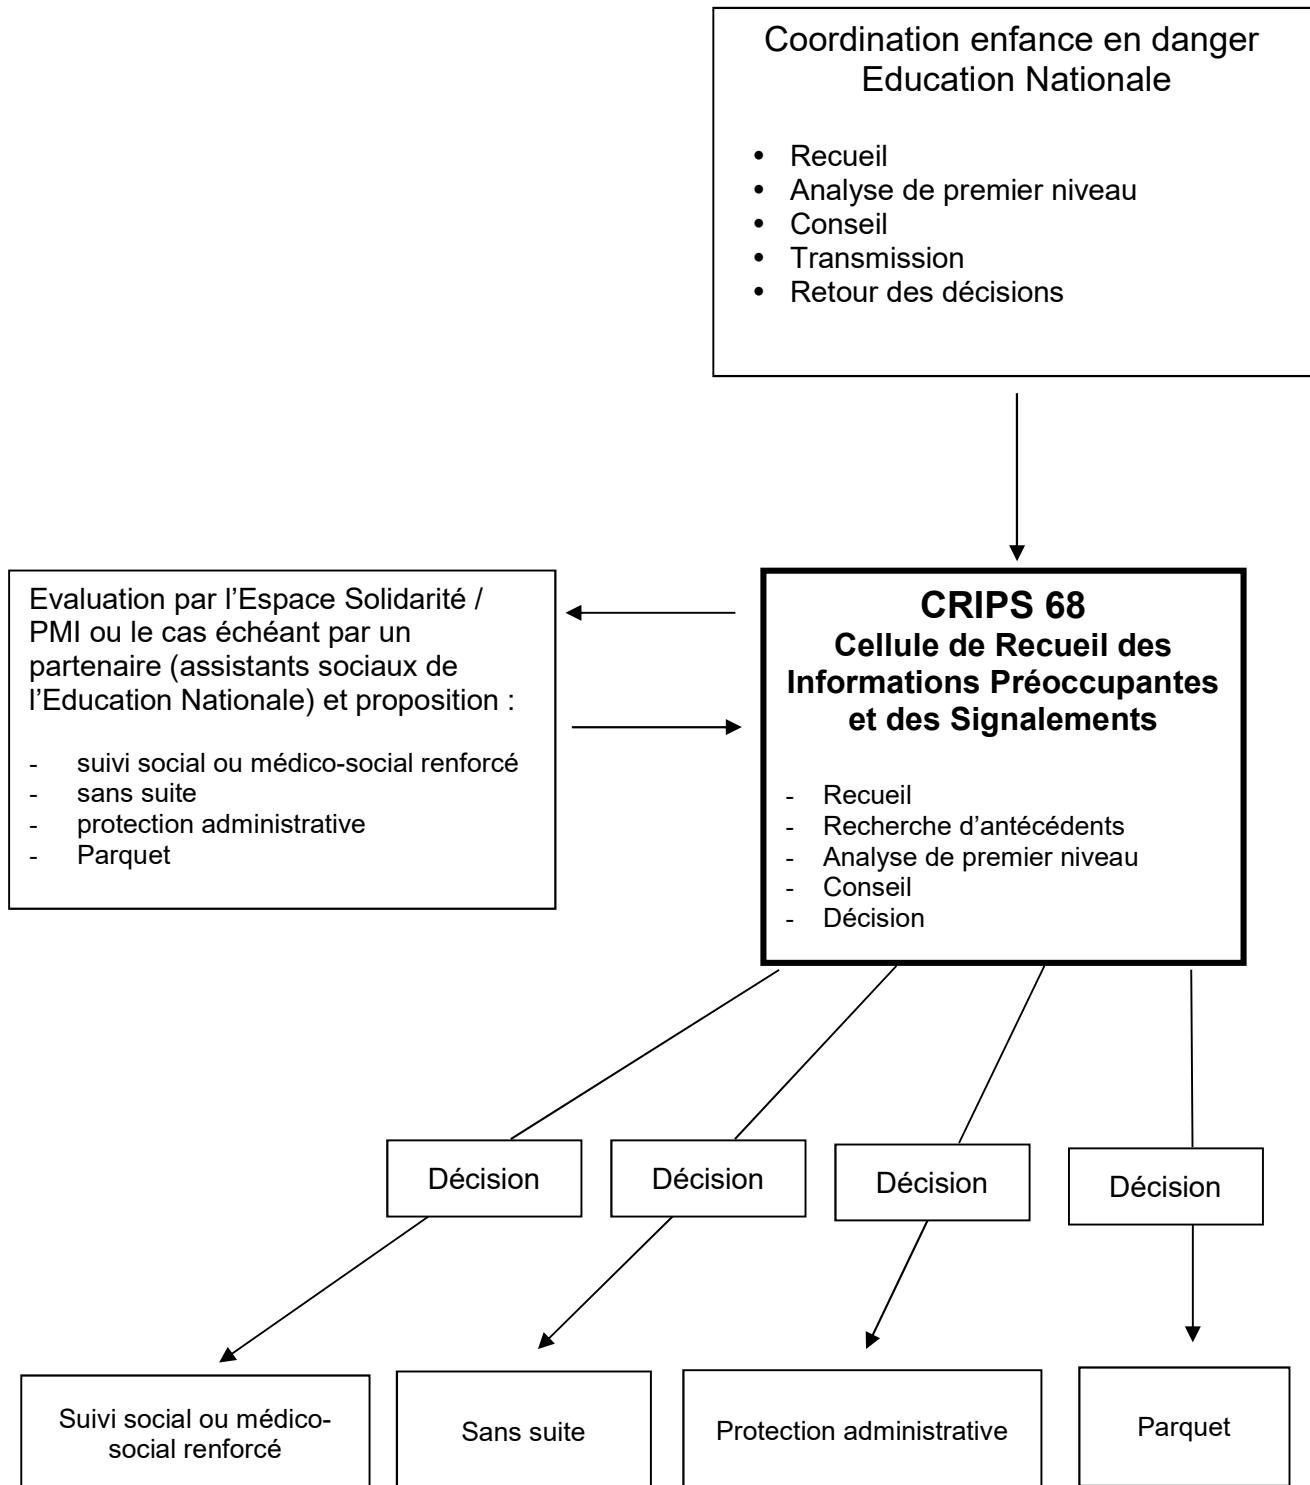 Coordination enfance en danger
Education Nationale
• Recueil
• Analyse de premier niveau
• Conseil
• Transmission
• Retour des décisions
Evaluation par l’Espace Solidarité /
PMI ou le cas échéant par un
partenaire (assistants sociaux de
l’Education Nationale) et proposition :
- suivi social ou médico-social renforcé
- sans suite
- protection administrative
- Parquet
CRIPS 68
Cellule de Recueil des
Informations Préoccupantes
et des Signalements
- Recueil
- Recherche d’antécédents
- Analyse de premier niveau
- Conseil
- Décision
Décision
Décision
Décision
Décision
Suivi social ou médico-
social renforcé
Sans suite
Protection administrative
Parquet